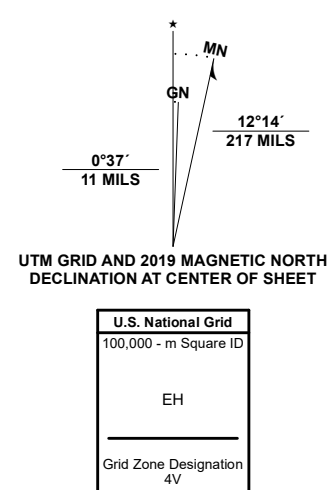 ★
MN
GN
12°14´
217 MILS
0°37´
11 MILS
UTM GRID AND 2019 MAGNETIC NORTH
DECLINATION AT CENTER OF SHEET
U.S. National Grid
100,000 - m Square ID
EH
Grid Zone Designation
4V